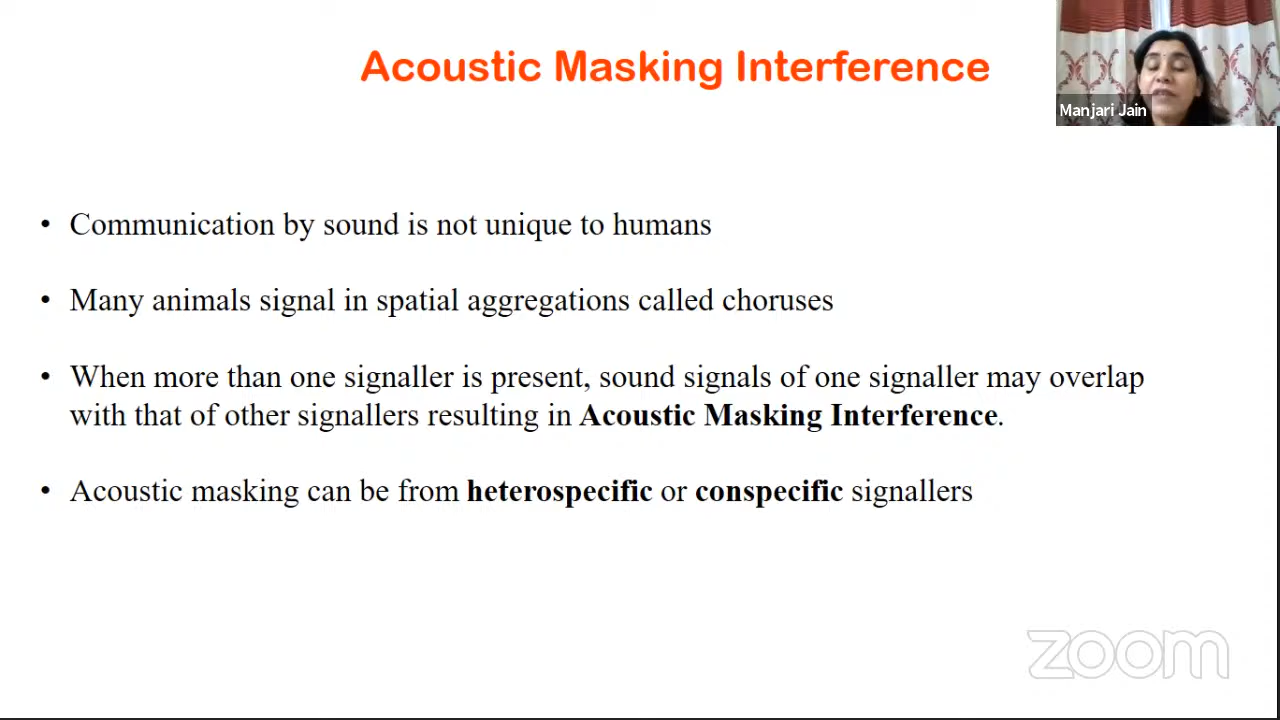 Acoustic Masking Interference
Manjari Jain
• Communication by sound is not unique to humans
• Many animals signal in spatial aggregations called choruses
• When more than one signaller is present, sound signals of one signaller may overlap
with that of other signallers resulting in Acoustic Masking Interference.
• Acoustic masking can be from heterospecific or conspecific signallers
zoom